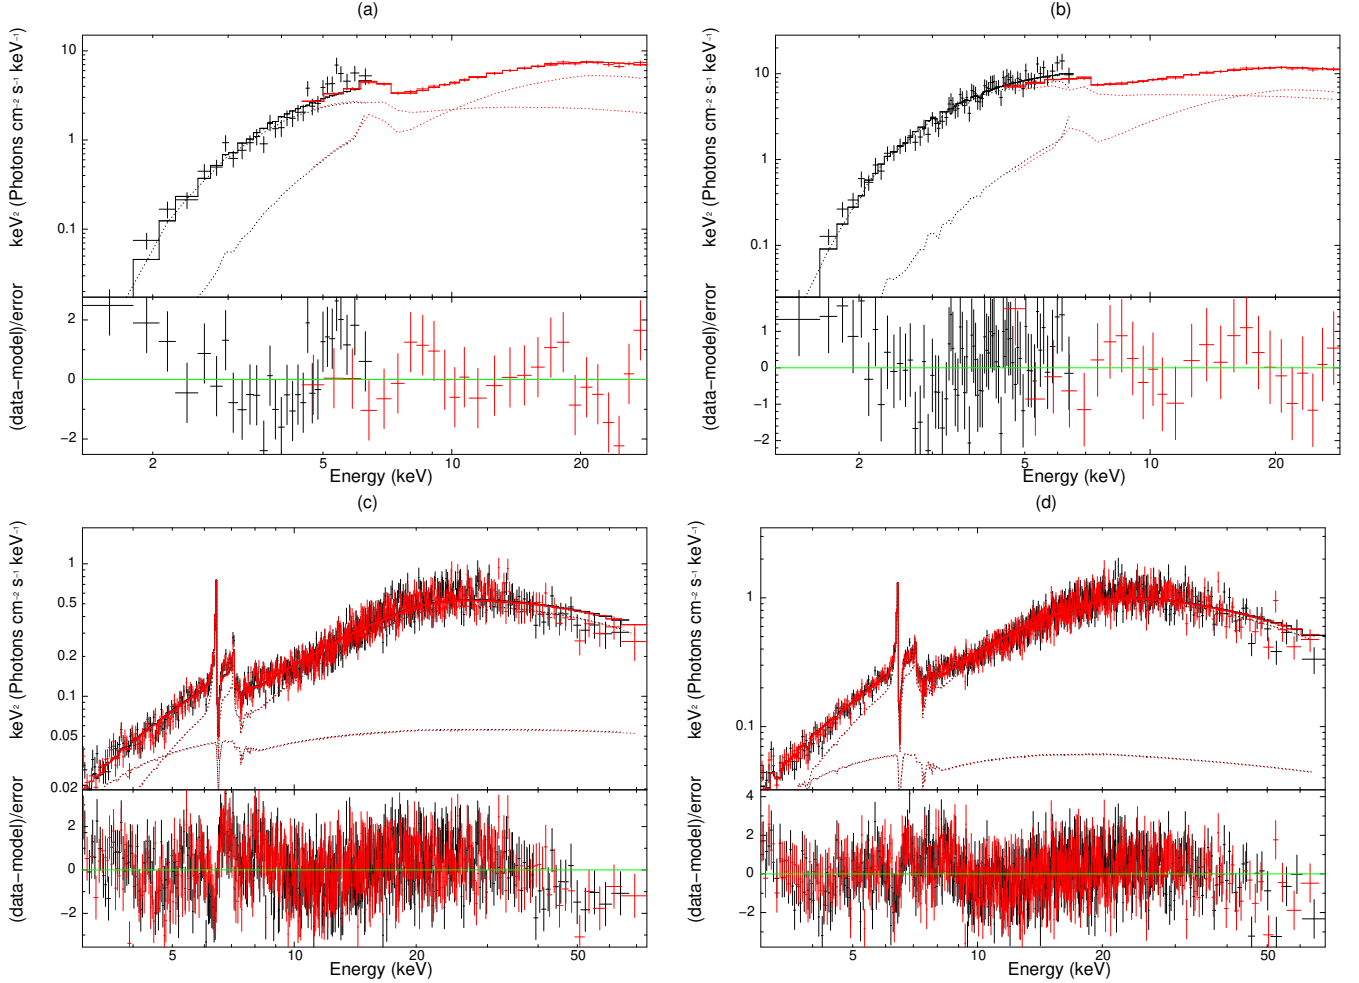 (a)
keV² (Photons cm⁻² s⁻¹ keV⁻¹)
10
1
0.1
(data−model)/error
2
0
−2
2
5
10
20
Energy (keV)
(b)
keV² (Photons cm⁻² s⁻¹ keV⁻¹)
10
1
0.1
(data−model)/error
1
0
−1
−2
2
5
10
20
Energy (keV)
(c)
keV² (Photons cm⁻² s⁻¹ keV⁻¹)
1
0.5
0.2
0.1
0.05
0.02
(data−model)/error
2
0
−2
5
10
20
50
Energy (keV)
(d)
keV² (Photons cm⁻² s⁻¹ keV⁻¹)
1
0.1
(data−model)/error
4
2
0
−2
5
10
20
50
Energy (keV)